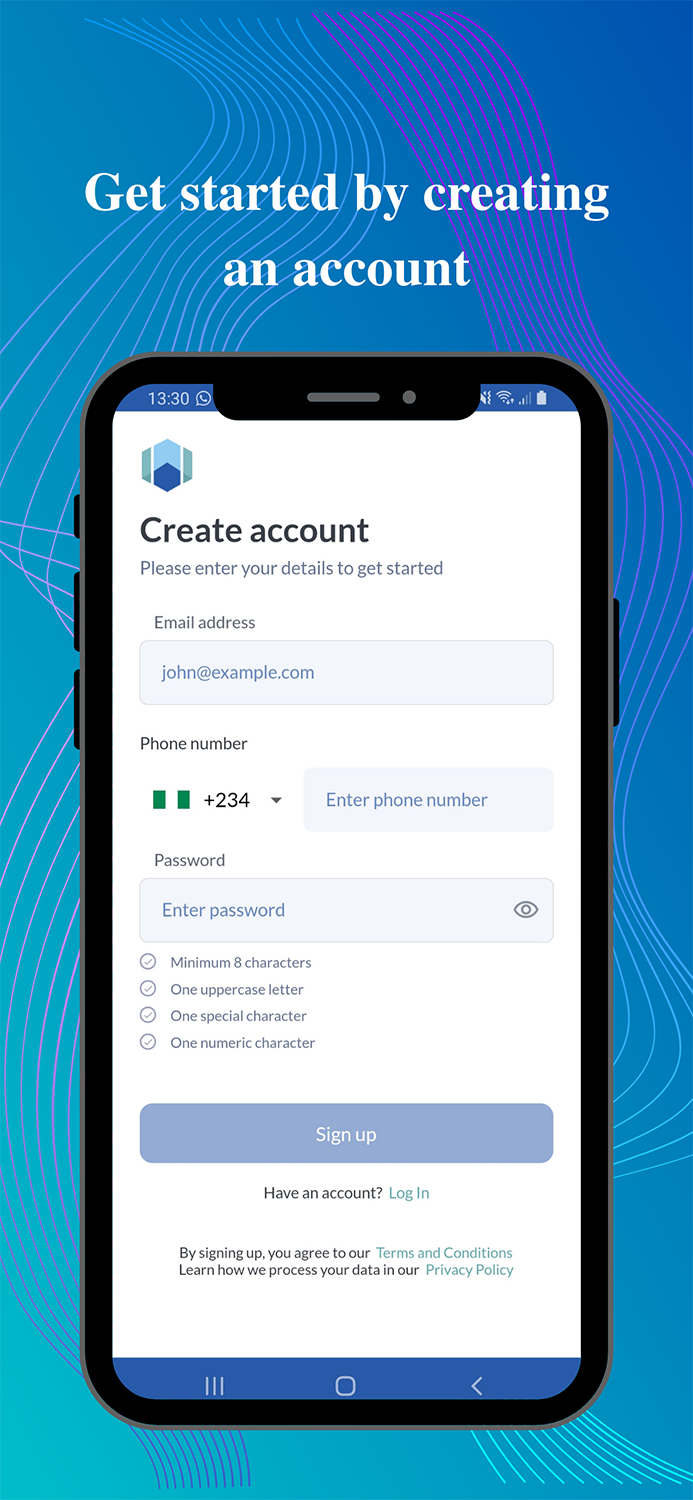 Get started by creating
an account
13:30
Create account
Please enter your details to get started
Email address
john@example.com
Phone number
+234
Enter phone number
Password
Enter password
Minimum 8 characters
One uppercase letter
One special character
One numeric character
Sign up
Have an account? Log In
By signing up, you agree to our Terms and Conditions
Learn how we process your data in our Privacy Policy